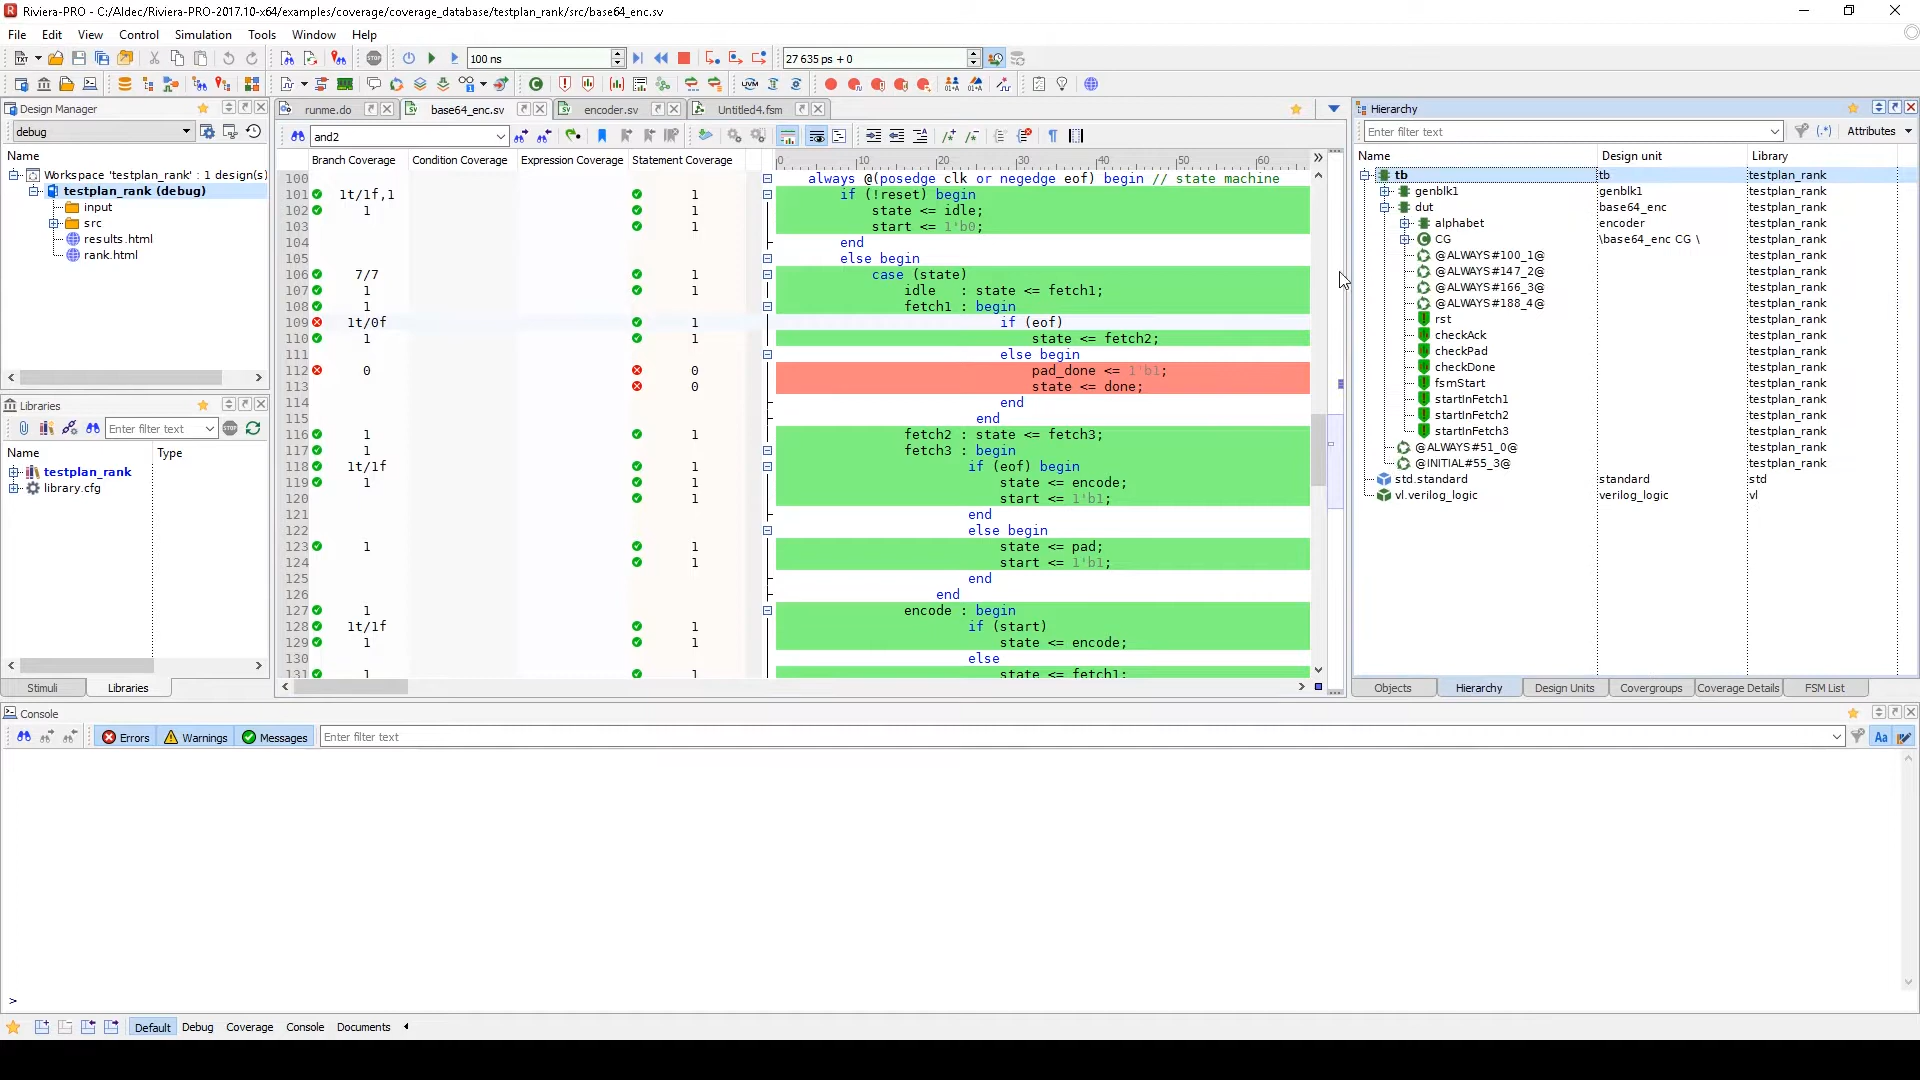 Riviera-PRO - C:/Aldec/Riviera-PRO-2017.10-x64/examples/coverage/coverage_database/testplan_rank/src/base64_enc.sv
File Edit View Control Simulation Tools Window Help
100 ns
27 635 ps + 0
Design Manager
debug
Name
Workspace 'testplan_rank' : 1 design(s)
testplan_rank (debug)
input
src
results.html
rank.html
Libraries
Enter filter text
Name Type
testplan_rank
library.cfg
Stimuli Libraries
runme.do base64_enc.sv encoder.sv Untitled4.fsm
and2
Branch Coverage Condition Coverage Expression Coverage Statement Coverage
0 10 20 30 40 50 60
100 always @(posedge clk or negedge eof) begin // state machine
101 1t/1f,1 1 if (!reset) begin
102 1 1 state <= idle;
103 1 start <= 1'b0;
104 end
105 else begin
106 7/7 1 case (state)
107 1 1 idle : state <= fetch1;
108 1 fetch1 : begin
109 1t/0f 1 if (eof)
110 1 1 state <= fetch2;
111 else begin
112 0 0 pad_done <= 1'b1;
113 0 state <= done;
114 end
115 end
116 1 1 fetch2 : state <= fetch3;
117 1 fetch3 : begin
118 1t/1f 1 if (eof) begin
119 1 1 state <= encode;
120 1 start <= 1'b1;
121 end
122 else begin
123 1 1 state <= pad;
124 1 start <= 1'b1;
125 end
126 end
127 1 encode : begin
128 1t/1f 1 if (start)
129 1 1 state <= encode;
130 else
131 1 1 state <= fetch1;
Hierarchy
Enter filter text Attributes
Name Design unit Library
tb tb testplan_rank
genblk1 genblk1 testplan_rank
dut base64_enc testplan_rank
alphabet encoder testplan_rank
CG \base64_enc CG \ testplan_rank
@ALWAYS#100_1@ testplan_rank
@ALWAYS#147_2@ testplan_rank
@ALWAYS#166_3@ testplan_rank
@ALWAYS#188_4@ testplan_rank
rst testplan_rank
checkAck testplan_rank
checkPad testplan_rank
checkDone testplan_rank
fsmStart testplan_rank
startInFetch1 testplan_rank
startInFetch2 testplan_rank
startInFetch3 testplan_rank
@ALWAYS#51_0@ testplan_rank
@INITIAL#55_3@ testplan_rank
std.standard standard std
vl.verilog_logic verilog_logic vl
Objects Hierarchy Design Units Covergroups Coverage Details FSM List
Console
Errors Warnings Messages Enter filter text
>
Default Debug Coverage Console Documents